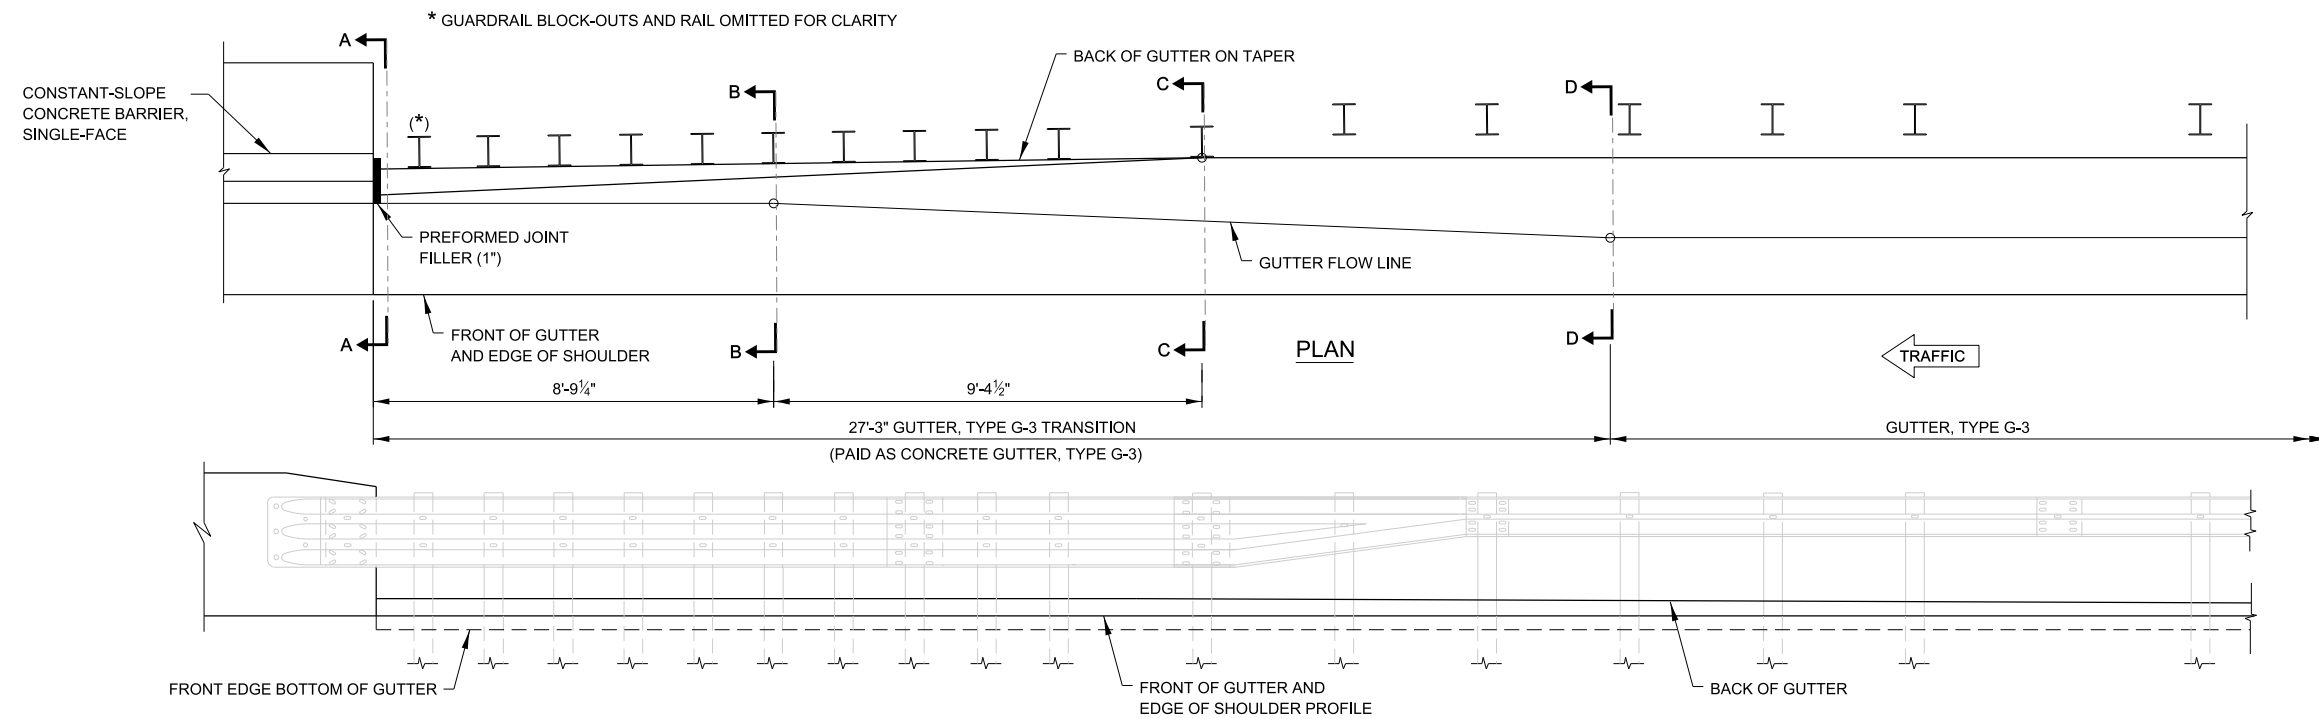 * GUARDRAIL BLOCK-OUTS AND RAIL OMITTED FOR CLARITY
A
BACK OF GUTTER ON TAPER
C
D
B
CONSTANT-SLOPE
CONCRETE BARRIER,
SINGLE-FACE
(*)
PREFORMED JOINT
FILLER (1")
GUTTER FLOW LINE
FRONT OF GUTTER
AND EDGE OF SHOULDER
A
B
C
D
PLAN
TRAFFIC
8'-9¼"
9'-4½"
27'-3" GUTTER, TYPE G-3 TRANSITION
(PAID AS CONCRETE GUTTER, TYPE G-3)
GUTTER, TYPE G-3
FRONT EDGE BOTTOM OF GUTTER
FRONT OF GUTTER AND
EDGE OF SHOULDER PROFILE
BACK OF GUTTER